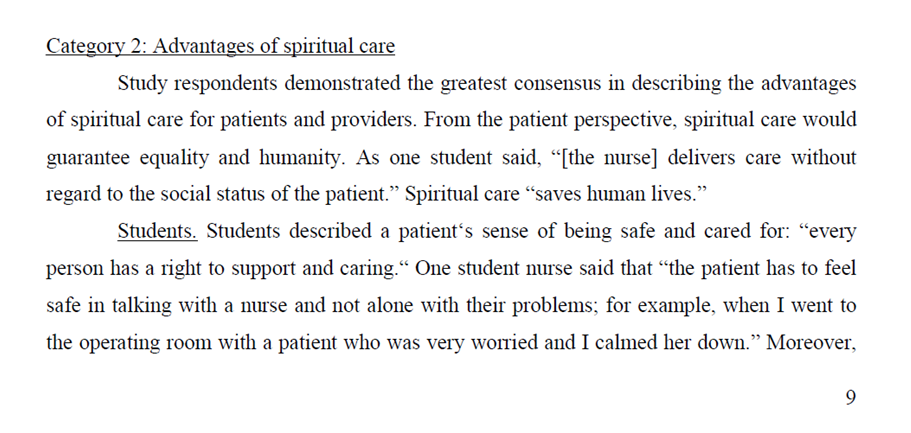 Category 2: Advantages of spiritual care
Study respondents demonstrated the greatest consensus in describing the advantages
of spiritual care for patients and providers. From the patient perspective, spiritual care would
guarantee equality and humanity. As one student said, “[the nurse] delivers care without
regard to the social status of the patient.” Spiritual care “saves human lives.”
Students. Students described a patient‘s sense of being safe and cared for: “every
person has a right to support and caring.“ One student nurse said that “the patient has to feel
safe in talking with a nurse and not alone with their problems; for example, when I went to
the operating room with a patient who was very worried and I calmed her down.” Moreover,
9